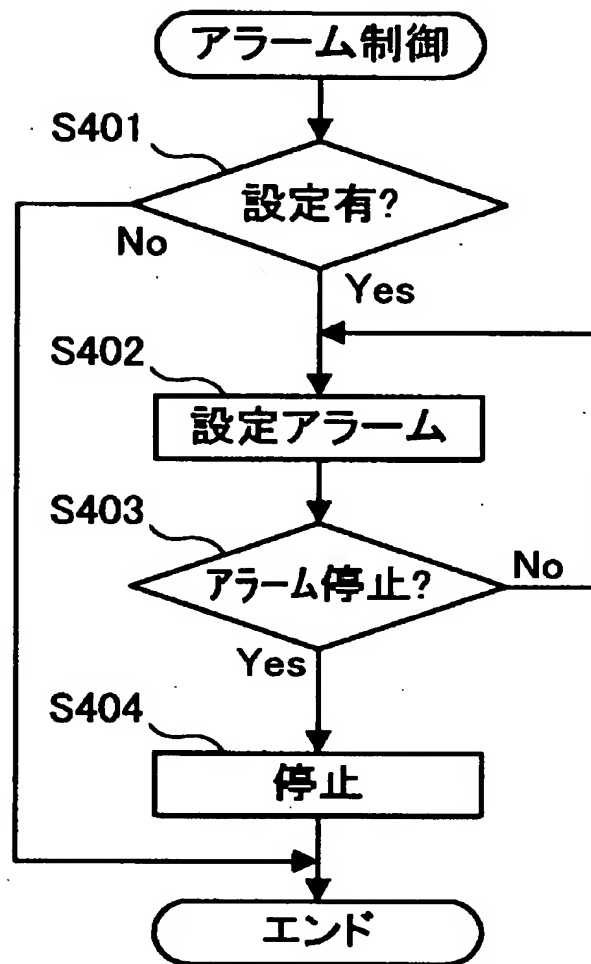 アラーム制御
S401
設定有?
No
Yes
S402
設定アラーム
S403
アラーム停止?
No
Yes
S404
停止
エンド